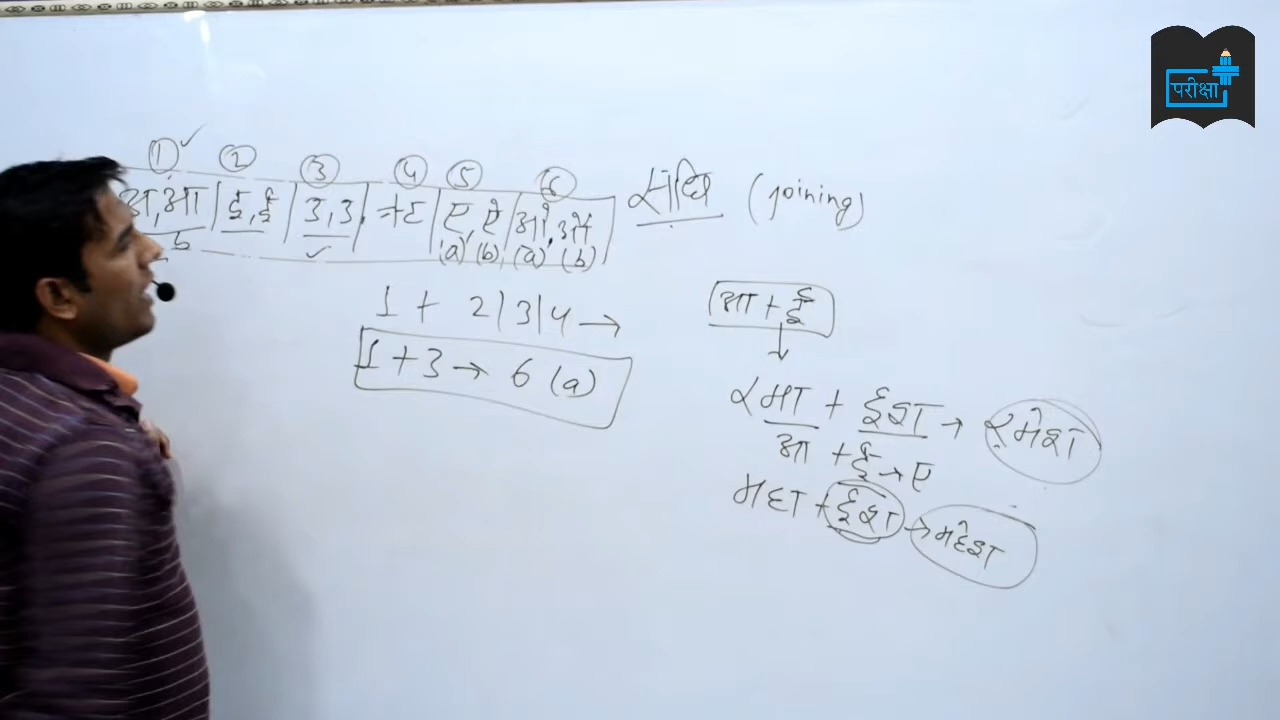 ① ② ③ ④ ⑤ ⑥
अ, आ | इ, ई | उ, ऊ | ऋ | ए, ऐ | ओ, औ
b (a) (b) (a) (b)
संधि (joining)
1 + 2|3|4 →
1 + 3 → 6 (a)
आ + ई
रमा + ईश → रमेश
आ + ई → ए
महा + ईश → महेश
परीक्षा